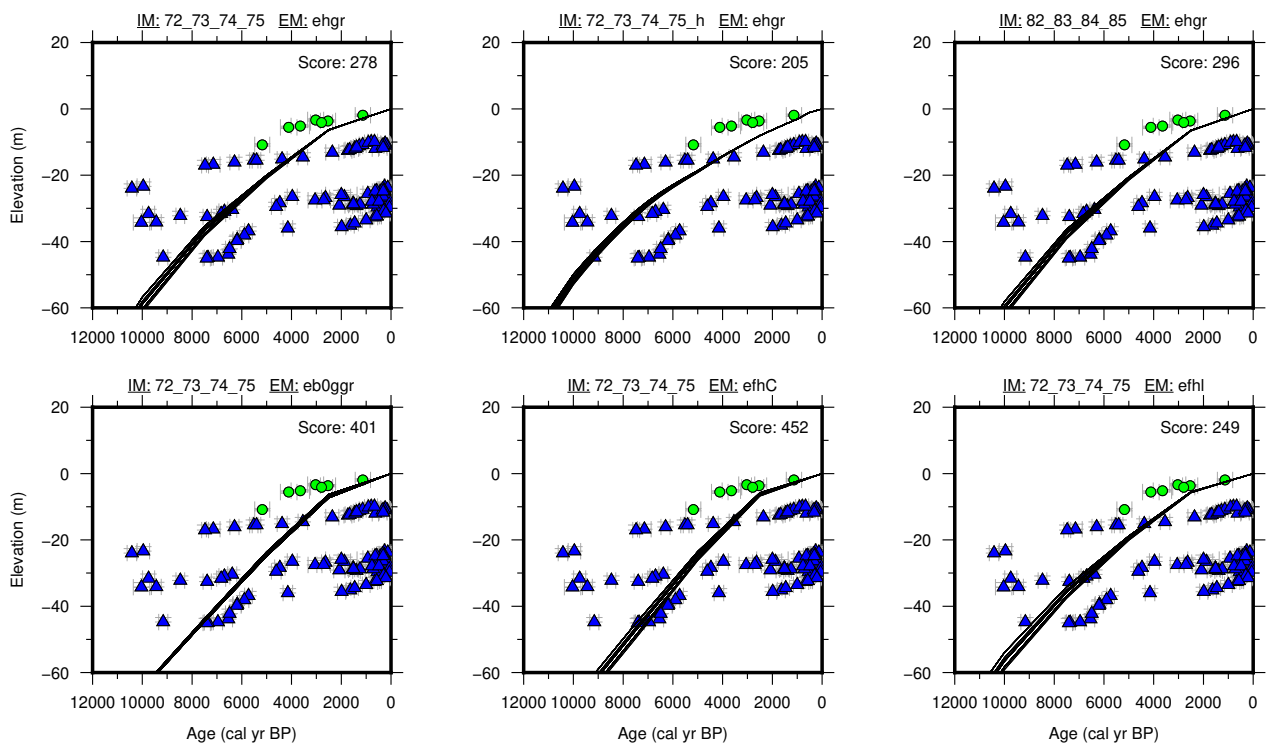 IM: 72_73_74_75 EM: ehgr
IM: 72_73_74_75_h EM: ehgr
IM: 82_83_84_85 EM: ehgr
Score: 278
Score: 205
Score: 296
Elevation (m)
20
0
−20
−40
−60
20
0
−20
−40
−60
20
0
−20
−40
−60
12000 10000 8000 6000 4000 2000 0
12000 10000 8000 6000 4000 2000 0
12000 10000 8000 6000 4000 2000 0
IM: 72_73_74_75 EM: eb0ggr
IM: 72_73_74_75 EM: efhC
IM: 72_73_74_75 EM: efhI
Score: 401
Score: 452
Score: 249
Elevation (m)
20
0
−20
−40
−60
20
0
−20
−40
−60
20
0
−20
−40
−60
12000 10000 8000 6000 4000 2000 0
12000 10000 8000 6000 4000 2000 0
12000 10000 8000 6000 4000 2000 0
Age (cal yr BP)
Age (cal yr BP)
Age (cal yr BP)